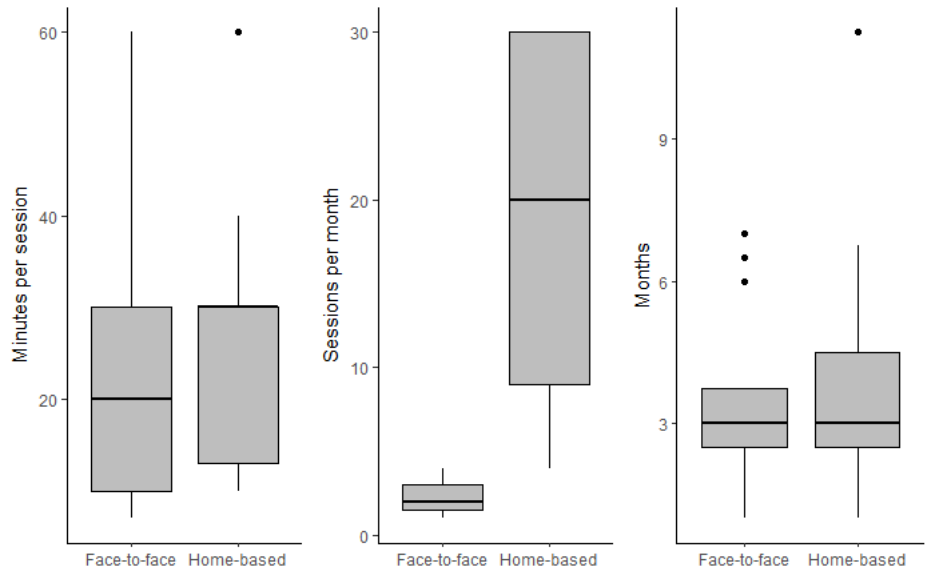 Minutes per session
60
40
20
Face-to-face Home-based
Sessions per month
30
20
10
0
Face-to-face Home-based
Months
9
6
3
Face-to-face Home-based